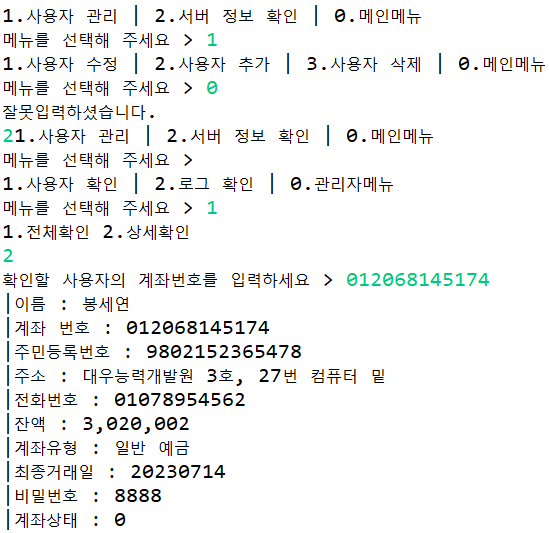 1.사용자 관리 | 2.서버 정보 확인 | 0.메인메뉴
메뉴를 선택해 주세요 > 1
1.사용자 수정 | 2.사용자 추가 | 3.사용자 삭제 | 0.메인메뉴
메뉴를 선택해 주세요 > 0
잘못입력하셨습니다.
21.사용자 관리 | 2.서버 정보 확인 | 0.메인메뉴
메뉴를 선택해 주세요 >
1.사용자 확인 | 2.로그 확인 | 0.관리자메뉴
메뉴를 선택해 주세요 > 1
1.전체확인 2.상세확인
2
확인할 사용자의 계좌번호를 입력하세요 > 012068145174
|이름 : 봉세연
|계좌 번호 : 012068145174
|주민등록번호 : 9802152365478
|주소 : 대우능력개발원 3호, 27번 컴퓨터 밑
|전화번호 : 01078954562
|잔액 : 3,020,002
|계좌유형 : 일반 예금
|최종거래일 : 20230714
|비밀번호 : 8888
|계좌상태 : 0